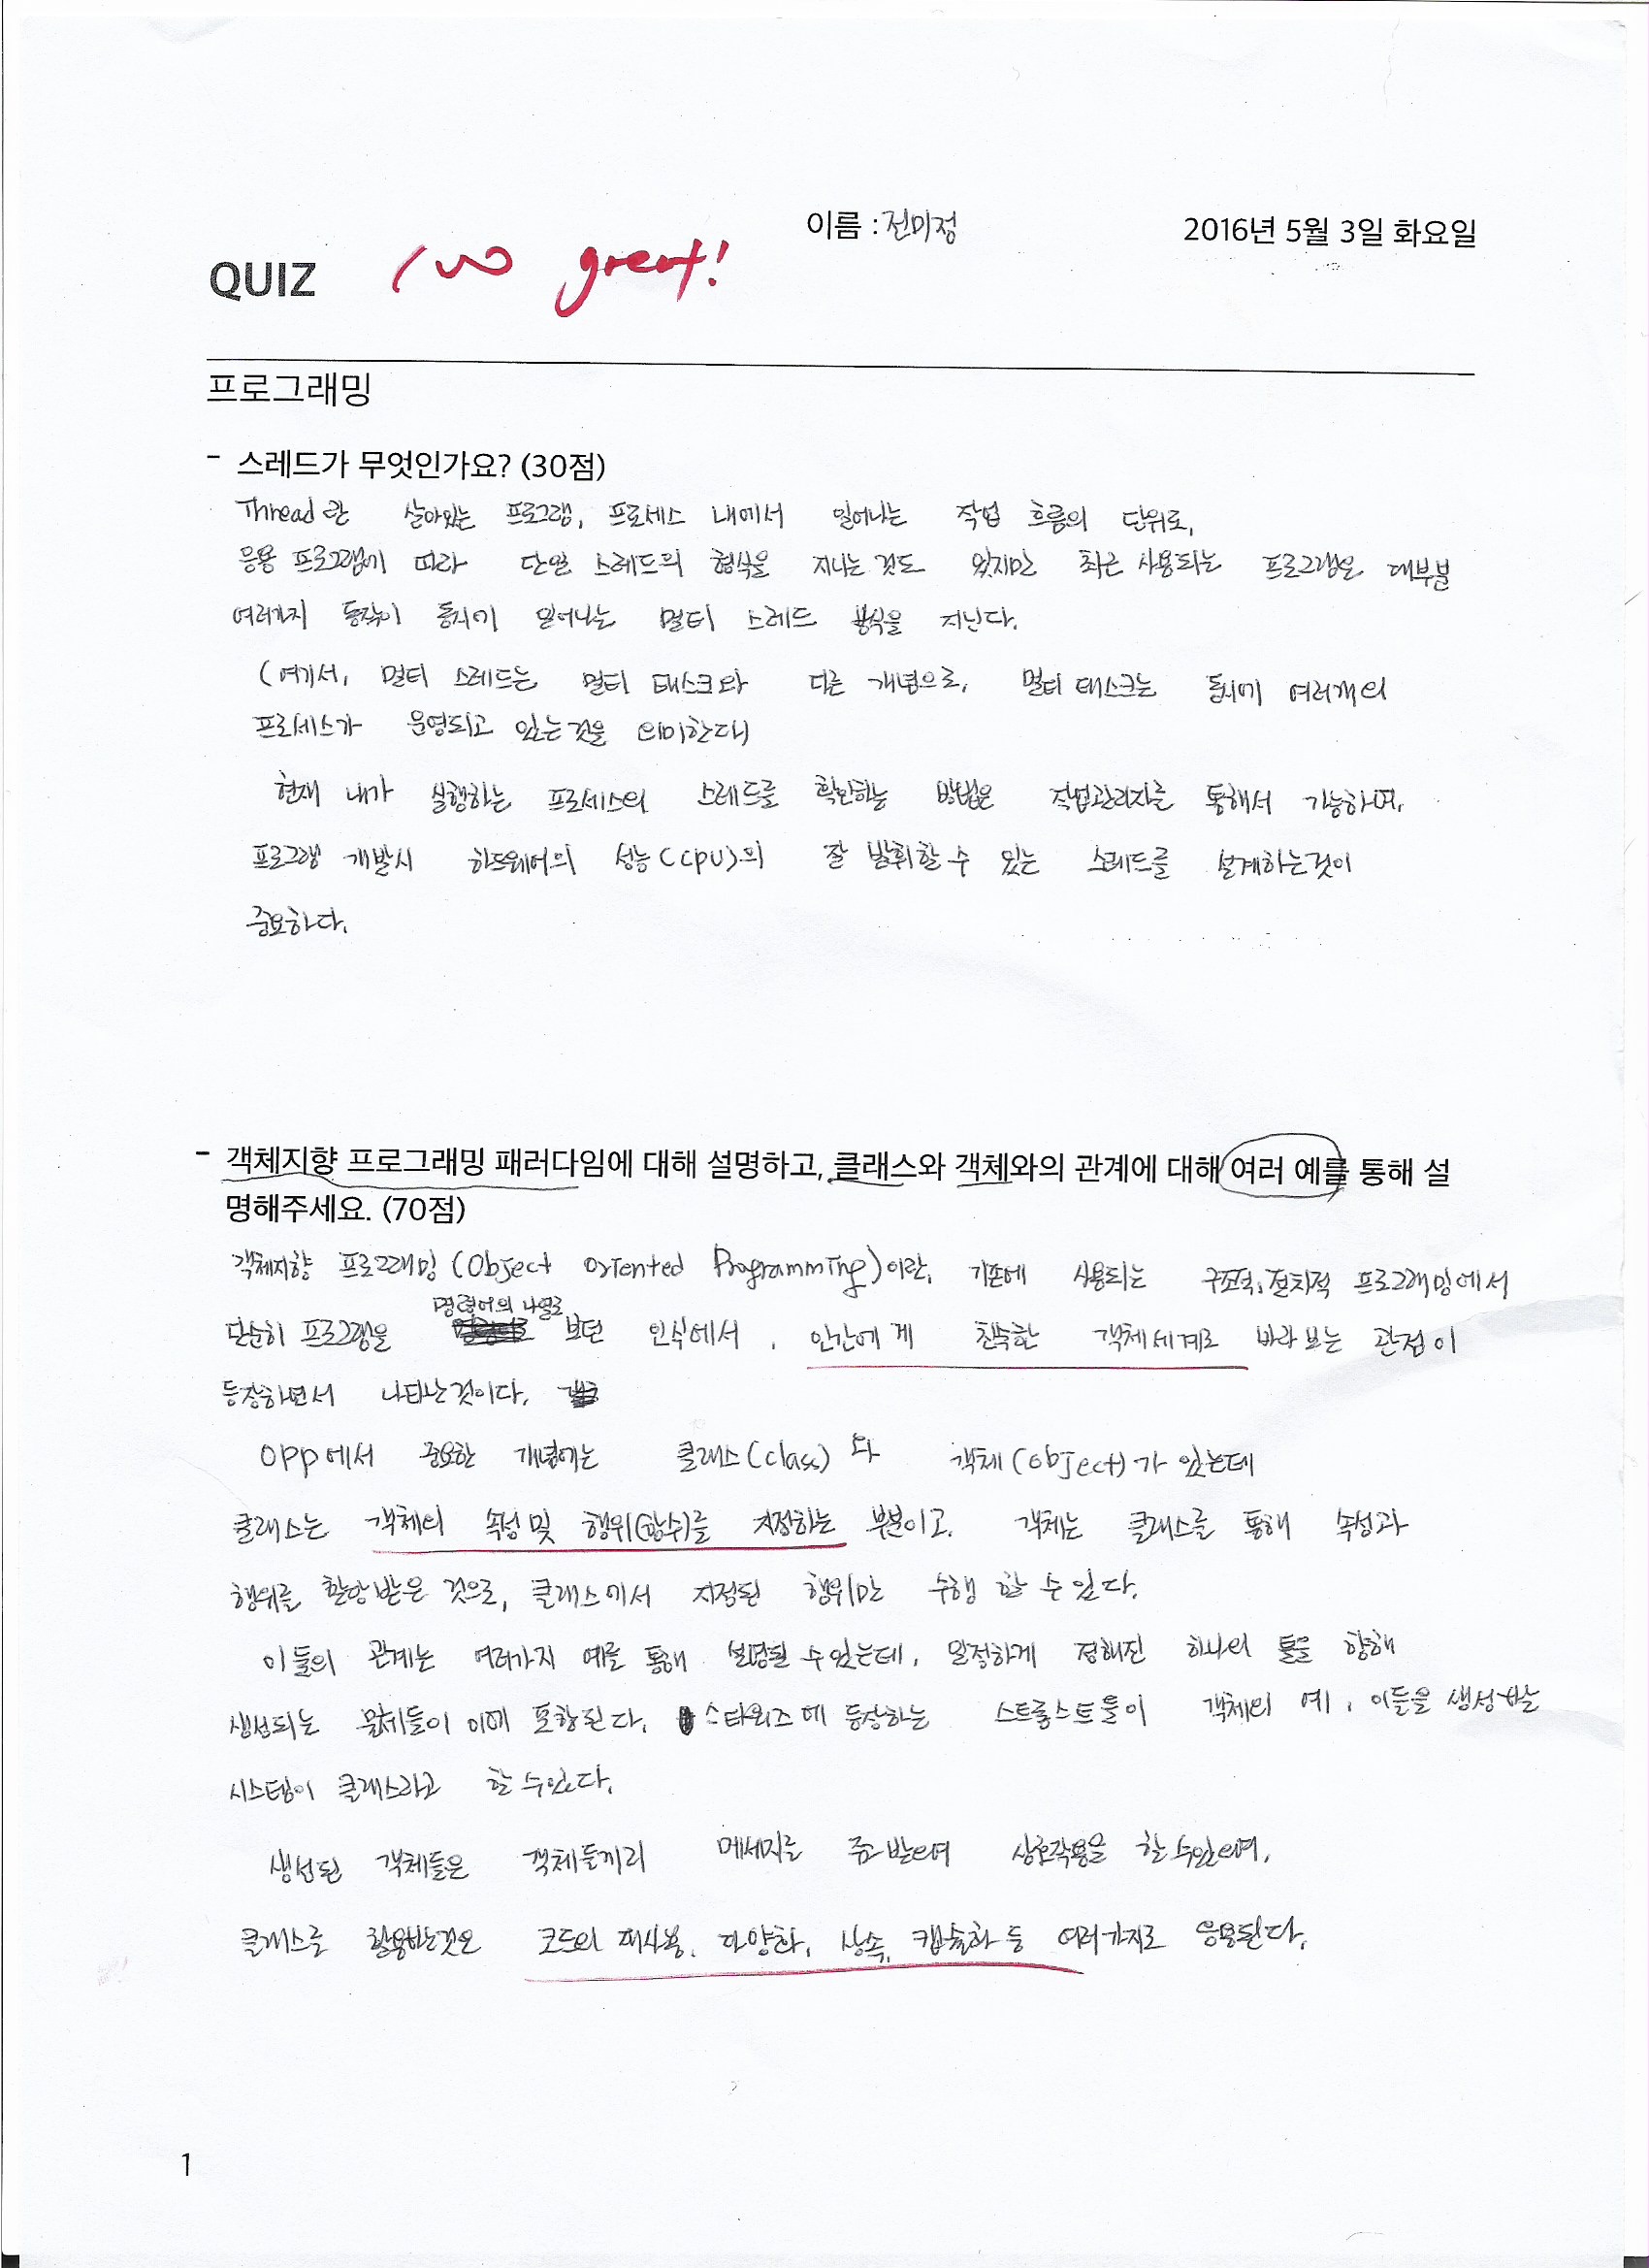 이름 : 전미정
2016년 5월 3일 화요일
QUIZ
100 great!
프로그래밍
- 스레드가 무엇인가요? (30점)
Thread란 살아있는 프로그램, 프로세스 내에서 일어나는 작업 흐름의 단위로,
응용 프로그램에 따라 단일 스레드의 형식을 지니는 것도 있지만 최근 사용되는 프로그램은 대부분
여러가지 동작이 동시에 일어나는 멀티 스레드 형식을 지닌다.
(여기서, 멀티 스레드는 멀티 태스크와 다른 개념으로, 멀티 태스크는 동시에 여러개의
프로세스가 운영되고 있는 것을 의미한다)
현재 내가 실행하는 프로세스의 스레드를 확인하는 방법은 작업관리자를 통해서 가능하며,
프로그램 개발시 하드웨어의 성능(CPU)의 잘 발휘할 수 있는 스레드를 설계하는것이
중요하다.
- 객체지향 프로그래밍 패러다임에 대해 설명하고, 클래스와 객체와의 관계에 대해 여러 예를 통해 설
명해주세요. (70점)
객체지향 프로그래밍 (Object Oriented Programming)이란, 기존에 사용되는 구조적, 절차적 프로그래밍에서
명령어의 나열로
단순히 프로그램을 보던 인식에서, 인간에게 친숙한 객체세계로 바라보는 관점이
등장하면서 나타난것이다.
OPP에서 중요한 개념에는 클래스(class)와 객체(object)가 있는데
클래스는 객체의 속성 및 행위(함수)를 지정하는 부분이고. 객체는 클래스를 통해 속성과
행위를 할당받은 것으로, 클래스에서 지정된 행위만 수행 할 수 있다.
이들의 관계는 여러가지 예를 통해 설명될 수 있는데, 일정하게 정해진 하나의 틀을 향해
생성되는 물체들이 이에 포함된다. 스타워즈에 등장하는 스트롱스트룹이 객체의 예, 이들을 생성하는
시스템이 클래스라고 할 수 있다.
생성된 객체들은 객체들끼리 메세지를 주고 받으며 상호작용을 할 수 있으며,
클래스로 활용하는것은 코드의 재사용, 다양화, 상속, 캡슐화 등 여러가지로 응용된다.
1